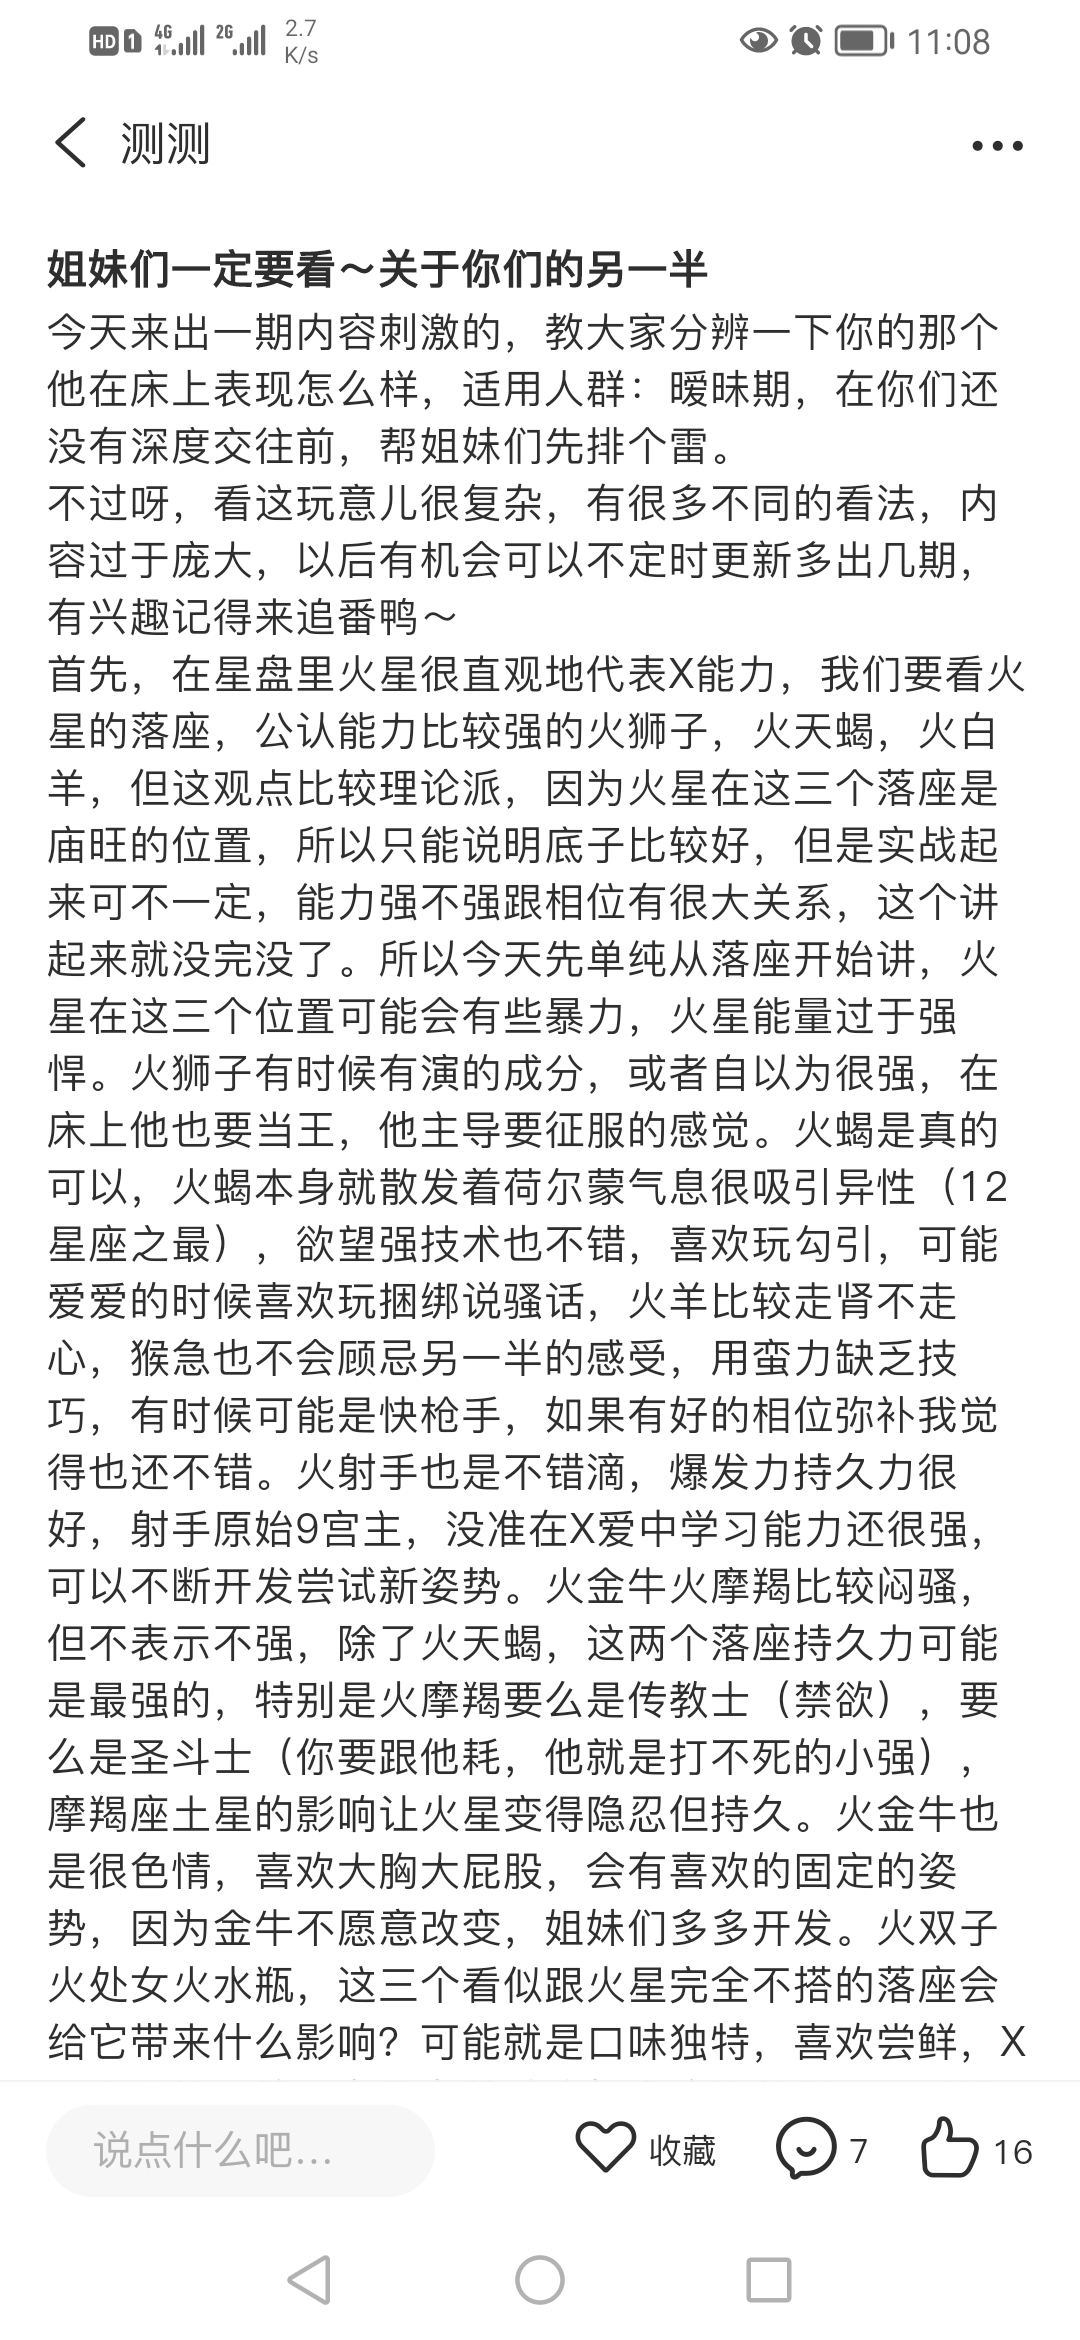 HD 1 4G 2G 2.7 K/s 11:08
测测
姐妹们一定要看～关于你们的另一半
今天来出一期内容刺激的，教大家分辨一下你的那个
他在床上表现怎么样，适用人群：暧昧期，在你们还
没有深度交往前，帮姐妹们先排个雷。
不过呀，看这玩意儿很复杂，有很多不同的看法，内
容过于庞大，以后有机会可以不定时更新多出几期，
有兴趣记得来追番鸭～
首先，在星盘里火星很直观地代表X能力，我们要看火
星的落座，公认能力比较强的火狮子，火天蝎，火白
羊，但这观点比较理论派，因为火星在这三个落座是
庙旺的位置，所以只能说明底子比较好，但是实战起
来可不一定，能力强不强跟相位有很大关系，这个讲
起来就没完没了。所以今天先单纯从落座开始讲，火
星在这三个位置可能会有些暴力，火星能量过于强
悍。火狮子有时候有演的成分，或者自以为很强，在
床上他也要当王，他主导要征服的感觉。火蝎是真的
可以，火蝎本身就散发着荷尔蒙气息很吸引异性（12
星座之最），欲望强技术也不错，喜欢玩勾引，可能
爱爱的时候喜欢玩捆绑说骚话，火羊比较走肾不走
心，猴急也不会顾忌另一半的感受，用蛮力缺乏技
巧，有时候可能是快枪手，如果有好的相位弥补我觉
得也还不错。火射手也是不错滴，爆发力持久力很
好，射手原始9宫主，没准在X爱中学习能力还很强，
可以不断开发尝试新姿势。火金牛火摩羯比较闷骚，
但不表示不强，除了火天蝎，这两个落座持久力可能
是最强的，特别是火摩羯要么是传教士（禁欲），要
么是圣斗士（你要跟他耗，他就是打不死的小强），
摩羯座土星的影响让火星变得隐忍但持久。火金牛也
是很色情，喜欢大胸大屁股，会有喜欢的固定的姿
势，因为金牛不愿意改变，姐妹们多多开发。火双子
火处女火水瓶，这三个看似跟火星完全不搭的落座会
给它带来什么影响？可能就是口味独特，喜欢尝鲜，X
说点什么吧... 收藏 7 16